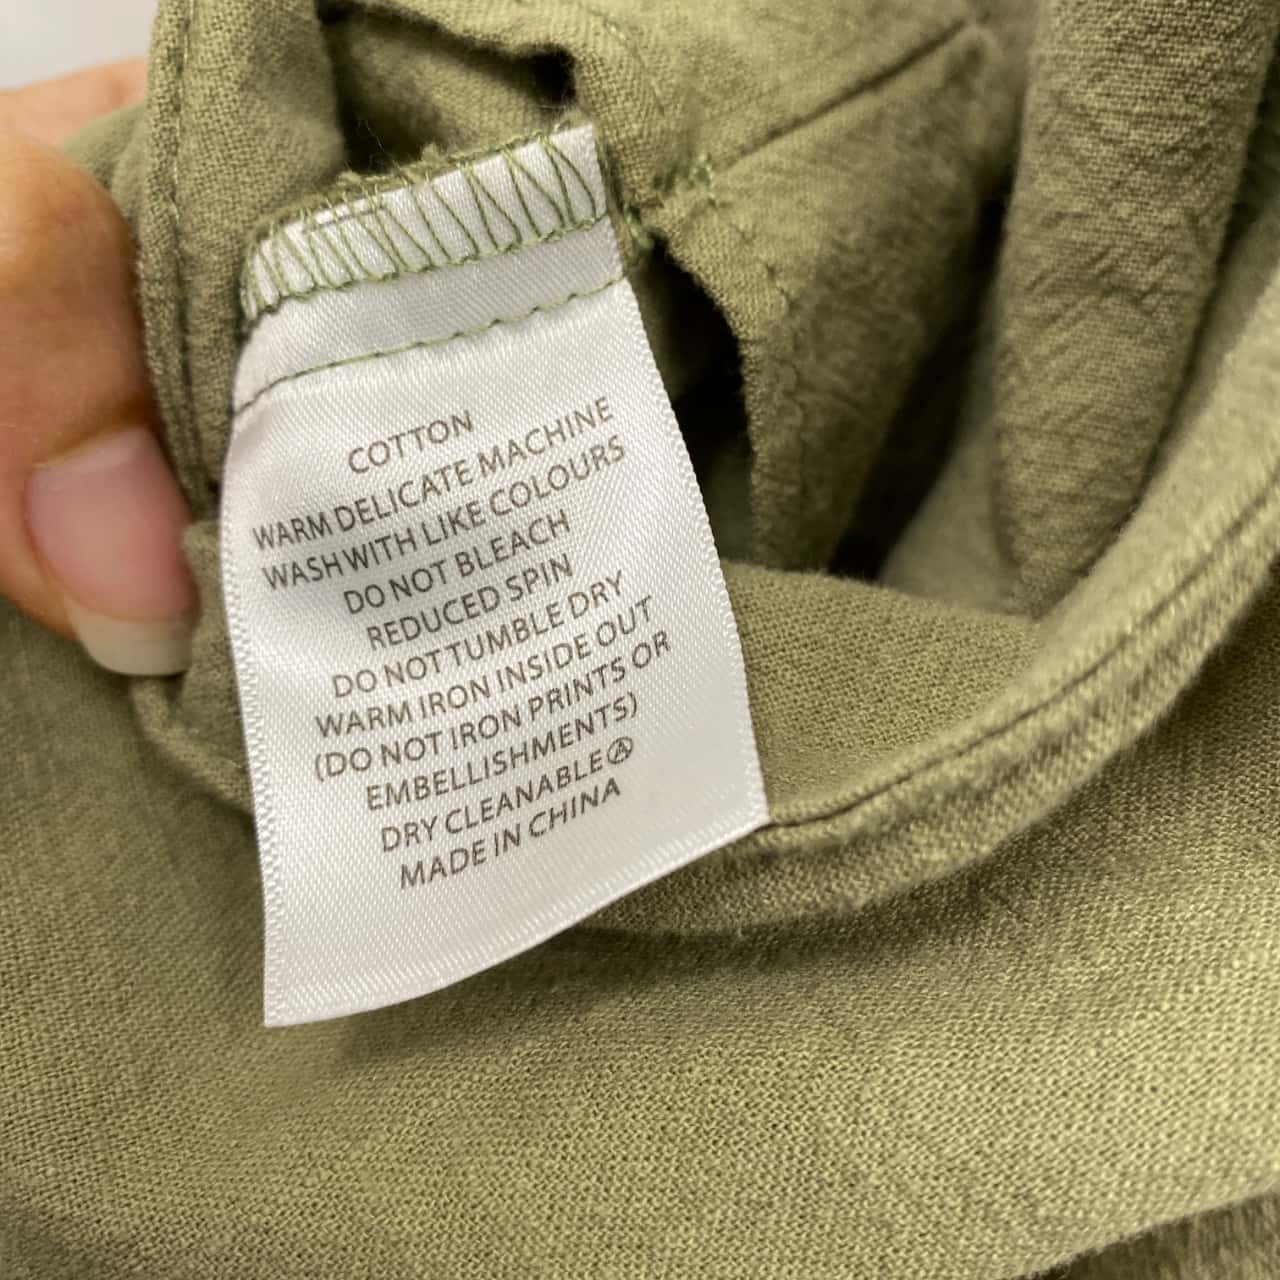 COTTON
WARM DELICATE MACHINE
WASH WITH LIKE COLOURS
DO NOT BLEACH
REDUCED SPIN
DO NOT TUMBLE DRY
WARM IRON INSIDE OUT
(DO NOT IRON PRINTS OR
EMBELLISHMENTS)
DRY CLEANABLE Ⓐ
MADE IN CHINA